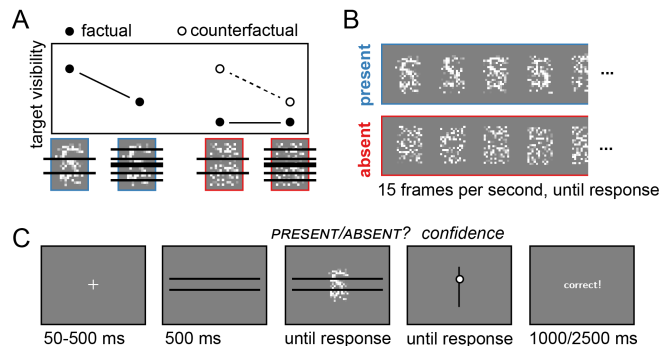 A
● factual ○ counterfactual
target visibility
B
present
...
absent
...
15 frames per second, until response
C
PRESENT/ABSENT? confidence
correct!
50-500 ms
500 ms
until response
until response
1000/2500 ms